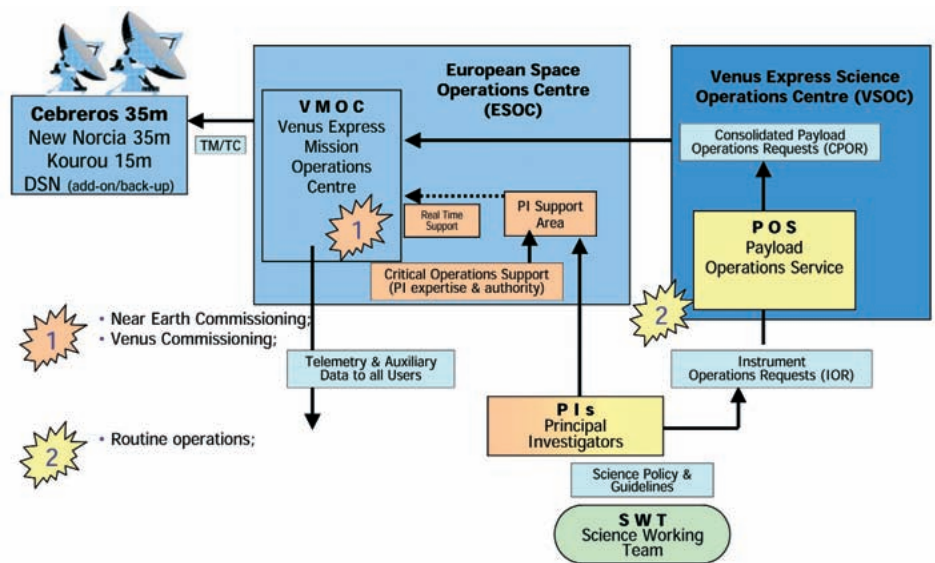 European Space
Operations Centre
(ESOC)
Venus Express Science
Operations Centre (VSOC)
Cebreros 35m
New Norcia 35m
Kourou 15m
DSN (add-on/back-up)
TM/TC
V M O C
Venus Express
Mission
Operations
Centre
1
Consolidated Payload
Operations Requests (CPOR)
Real Time
Support
PI Support
Area
P O S
Payload
Operations Service
Critical Operations Support
(PI expertise & authority)
2
1
• Near Earth Commissioning;
• Venus Commissioning;
Telemetry & Auxiliary
Data to all Users
Instrument
Operations Requests (IOR)
P I s
Principal
Investigators
2
• Routine operations;
Science Policy &
Guidelines
S W T
Science Working
Team